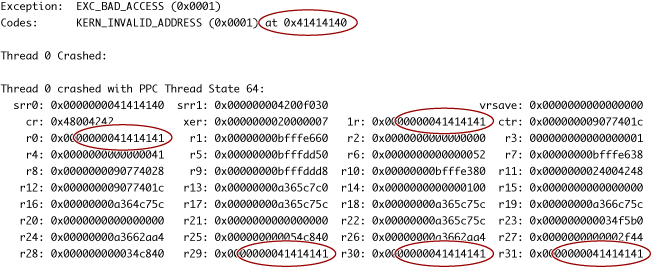 Exception: EXC_BAD_ACCESS (0x0001)
Codes: KERN_INVALID_ADDRESS (0x0001) at 0x41414140
Thread 0 Crashed:
Thread 0 crashed with PPC Thread State 64:
srr0: 0x0000000041414140 srr1: 0x000000004200f030 vrsave: 0x0000000000000000
cr: 0x48004242 xer: 0x0000000020000007 lr: 0x0000000041414141 ctr: 0x000000009077401c
r0: 0x0000000041414141 r1: 0x00000000bfffe660 r2: 0x0000000000000000 r3: 0000000000000001
r4: 0x0000000000000041 r5: 0x00000000bfffdd50 r6: 0x0000000000000052 r7: 0x00000000bfffe638
r8: 0x0000000090774028 r9: 0x00000000bfffddd8 r10: 0x00000000bfffe380 r11: 0x0000000024004248
r12: 0x000000009077401c r13: 0x00000000a365c7c0 r14: 0x0000000000000100 r15: 0x0000000000000000
r16: 0x00000000a364c75c r17: 0x00000000a365c75c r18: 0x00000000a365c75c r19: 0x00000000a366c75c
r20: 0x0000000000000000 r21: 0x0000000000000000 r22: 0x00000000a365c75c r23: 0x000000000034f5b0
r24: 0x00000000a3662aa4 r25: 0x000000000054c840 r26: 0x00000000a3662aa4 r27: 0x0000000000002f44
r28: 0x000000000034c840 r29: 0x0000000041414141 r30: 0x0000000041414141 r31: 0x0000000041414141